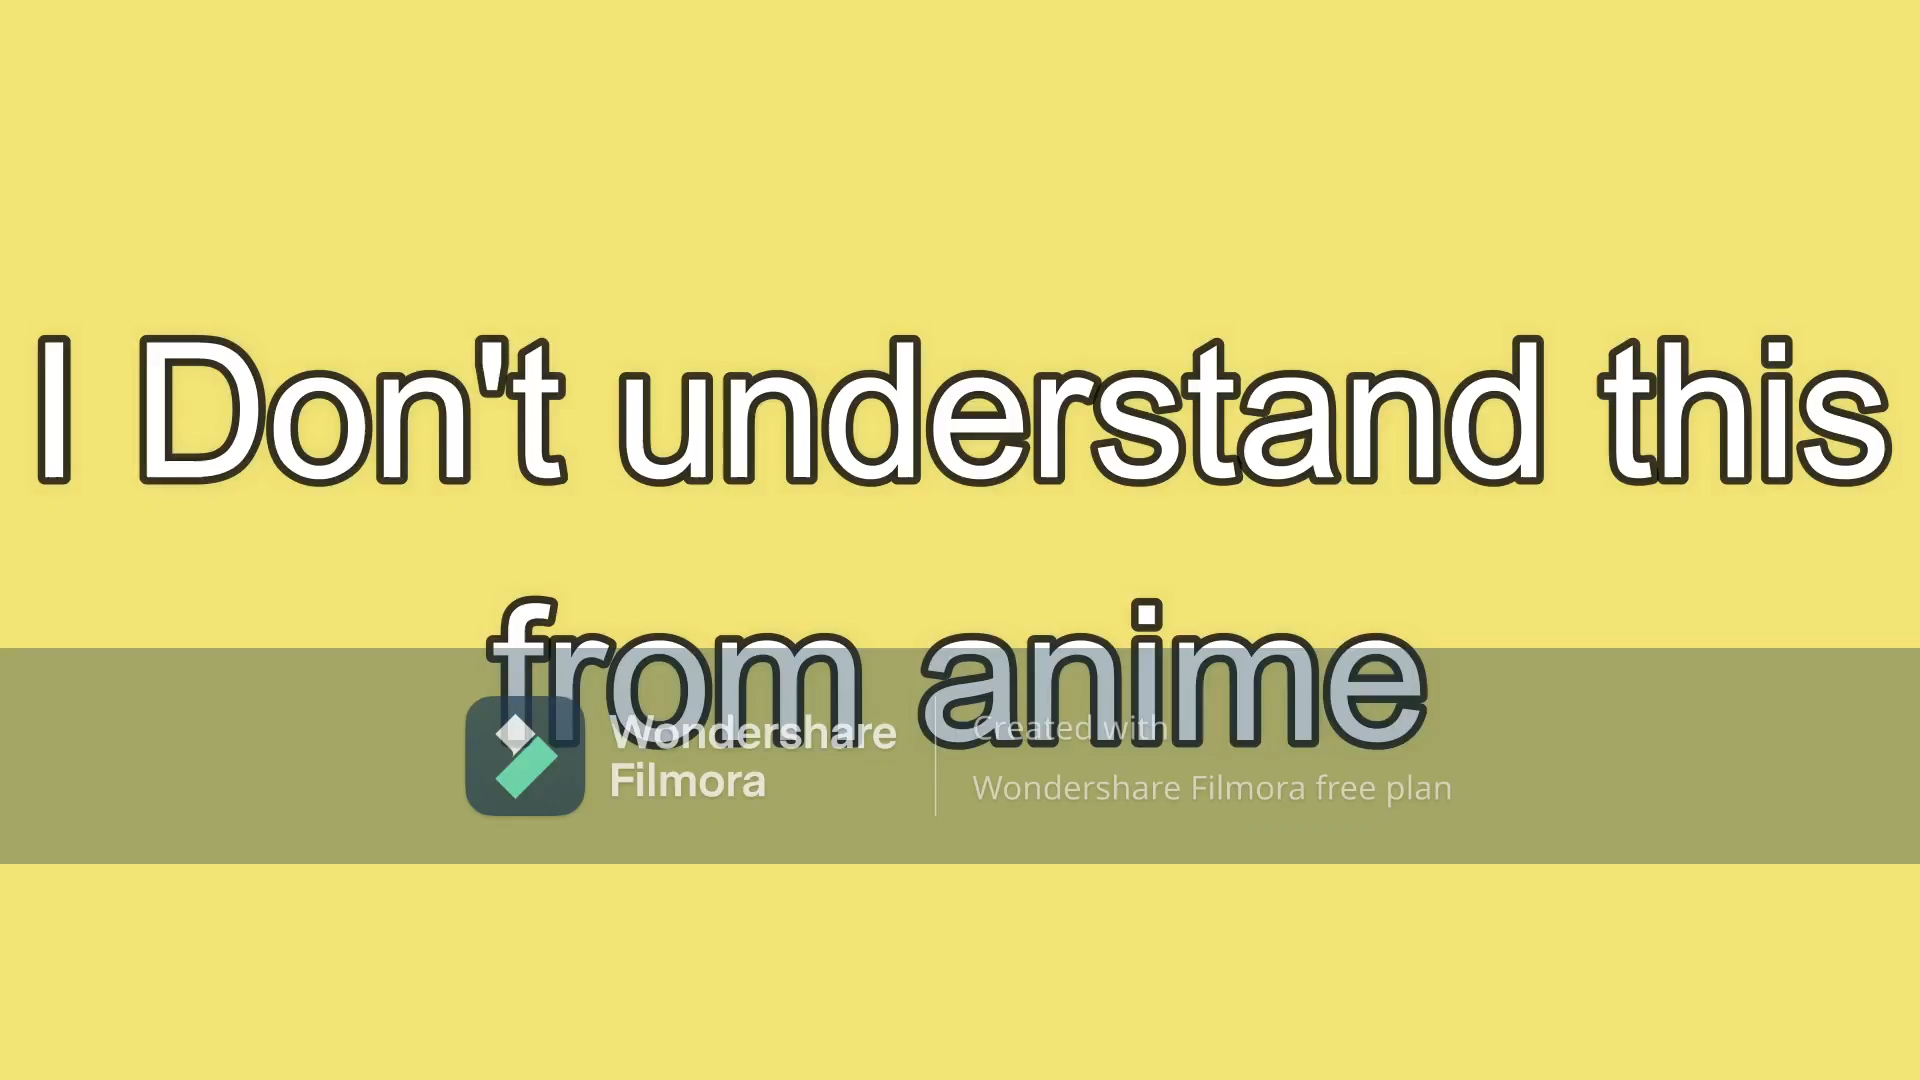 I Don't understand this
from anime
Wondershare
Filmora
Created with
Wondershare Filmora free plan